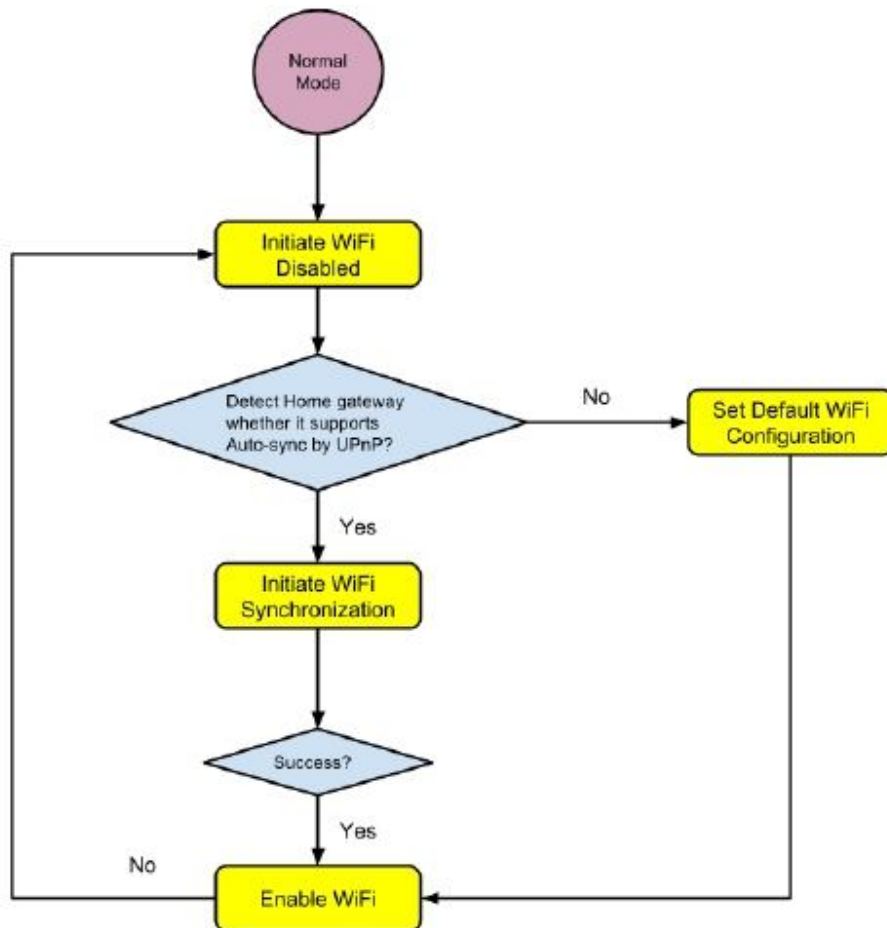 Normal
Mode
Initiate WiFi
Disabled
Detect Home gateway
whether it supports
Auto-sync by UPnP?
No
Set Default WiFi
Configuration
Yes
Initiate WiFi
Synchronization
Success?
Yes
No
Enable WiFi